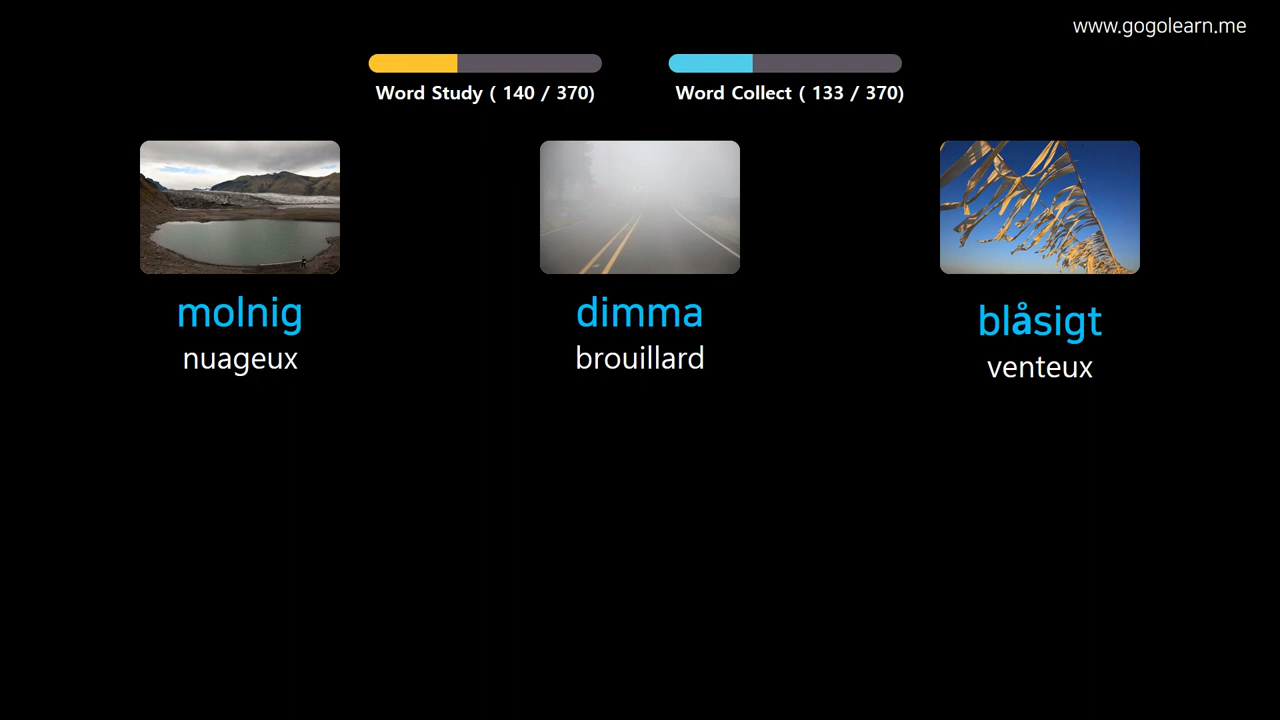 www.gogolearn.me
Word Study ( 140 / 370)
Word Collect ( 133 / 370)
molnig
nuageux
dimma
brouillard
blåsigt
venteux